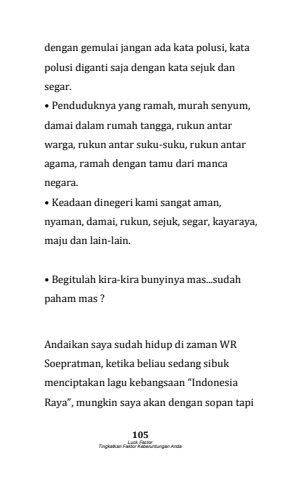 dengan gemulai jangan ada kata polusi, kata
polusi diganti saja dengan kata sejuk dan
segar.
• Penduduknya yang ramah, murah senyum,
damai dalam rumah tangga, rukun antar
warga, rukun antar suku-suku, rukun antar
agama, ramah dengan tamu dari manca
negara.
• Keadaan dinegeri kami sangat aman,
nyaman, damai, rukun, sejuk, segar, kayaraya,
maju dan lain-lain.
• Begitulah kira-kira bunyinya mas...sudah
paham mas ?
Andaikan saya sudah hidup di zaman WR
Soepratman, ketika beliau sedang sibuk
menciptakan lagu kebangsaan “Indonesia
Raya”, mungkin saya akan dengan sopan tapi
105
Luck Factor
Tingkatkan Faktor Keberuntungan Anda